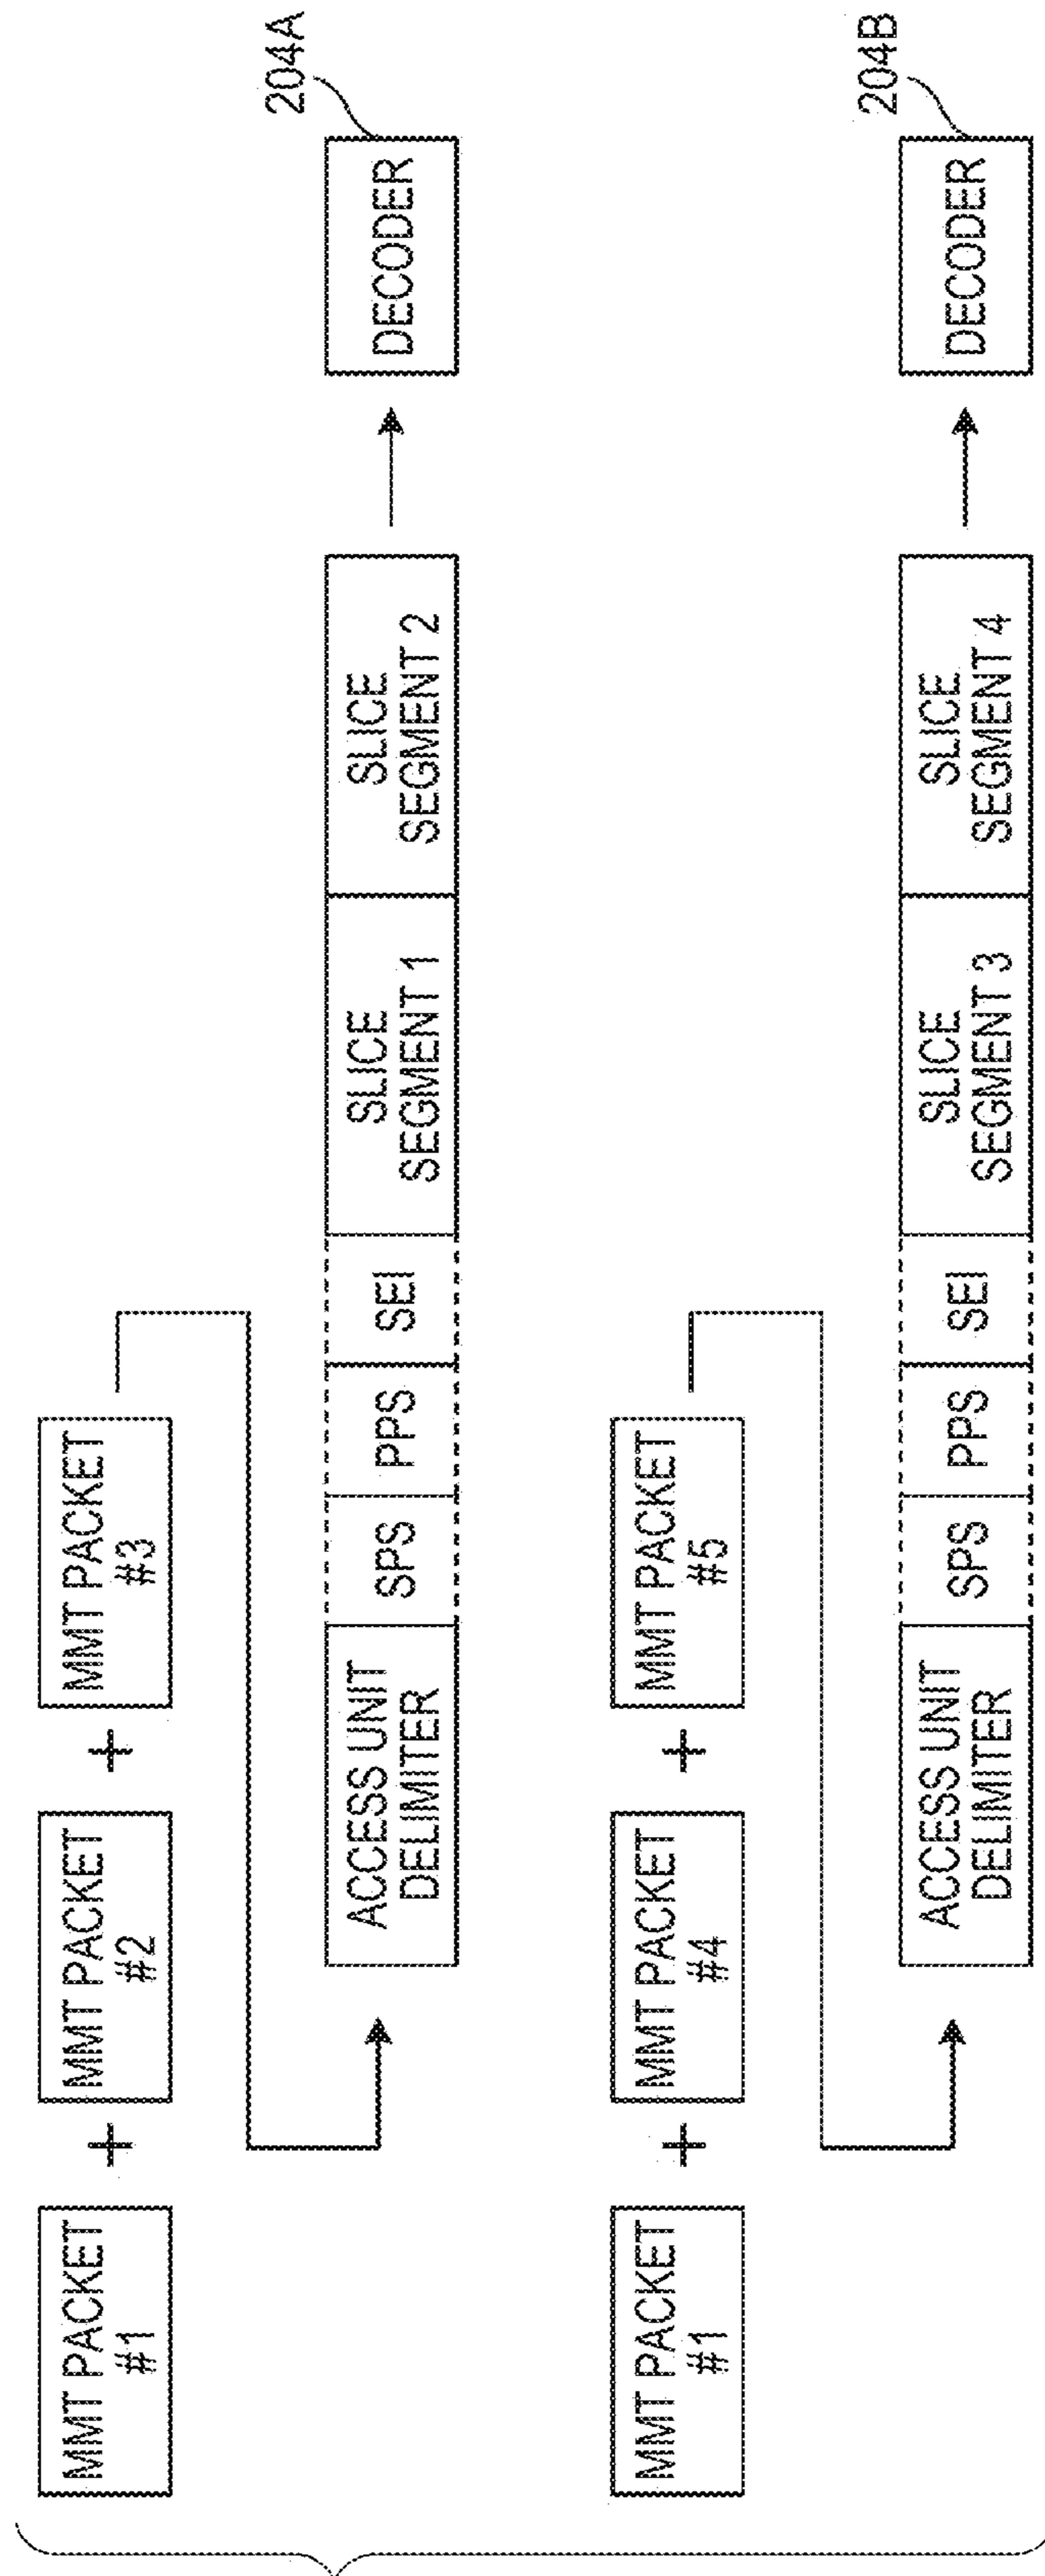 MMT PACKET
#1
+
MMT PACKET
#2
+
MMT PACKET
#3
ACCESS UNIT
DELIMITER
SPS
PPS
SEI
SLICE
SEGMENT 1
SLICE
SEGMENT 2
DECODER
204A
MMT PACKET
#1
+
MMT PACKET
#4
+
MMT PACKET
#5
ACCESS UNIT
DELIMITER
SPS
PPS
SEI
SLICE
SEGMENT 3
SLICE
SEGMENT 4
DECODER
204B